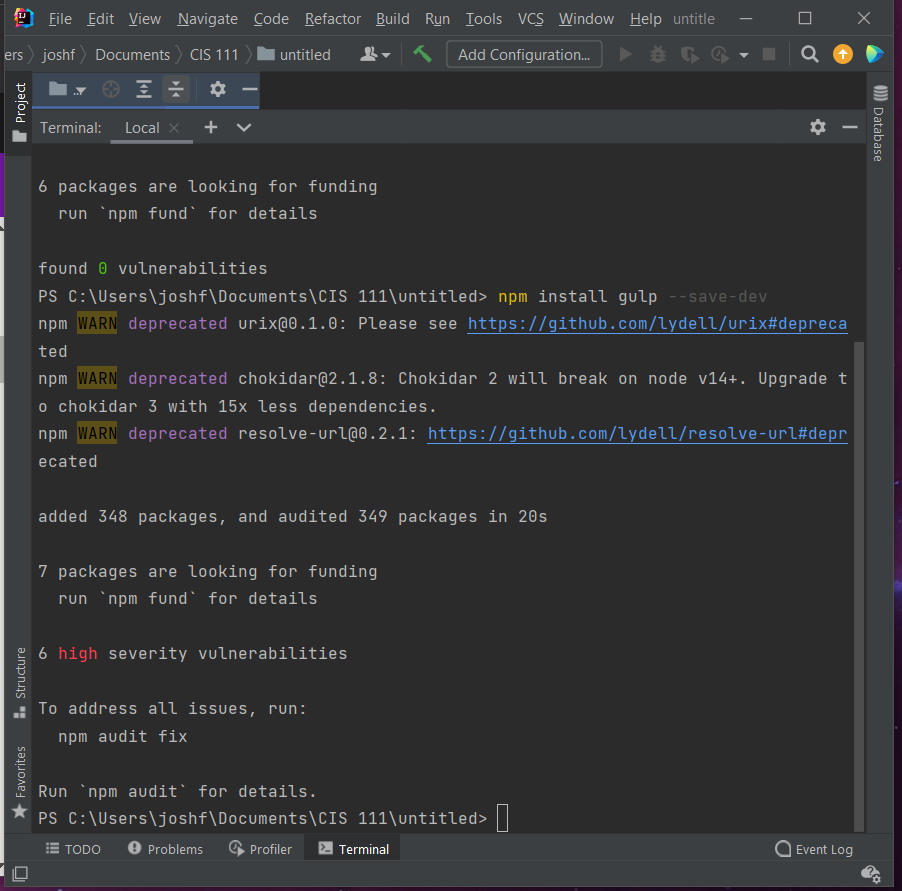 File Edit View Navigate Code Refactor Build Run Tools VCS Window Help untitle
ers joshf Documents CIS 111 untitled Add Configuration...
Project
Terminal: Local
Database
6 packages are looking for funding
run `npm fund` for details
found 0 vulnerabilities
PS C:\Users\joshf\Documents\CIS 111\untitled> npm install gulp --save-dev
npm WARN deprecated urix@0.1.0: Please see https://github.com/lydell/urix#depreca
ted
npm WARN deprecated chokidar@2.1.8: Chokidar 2 will break on node v14+. Upgrade t
o chokidar 3 with 15x less dependencies.
npm WARN deprecated resolve-url@0.2.1: https://github.com/lydell/resolve-url#depr
ecated
added 348 packages, and audited 349 packages in 20s
7 packages are looking for funding
run `npm fund` for details
6 high severity vulnerabilities
Structure
To address all issues, run:
npm audit fix
Favorites
Run `npm audit` for details.
PS C:\Users\joshf\Documents\CIS 111\untitled>
TODO Problems Profiler Terminal Event Log